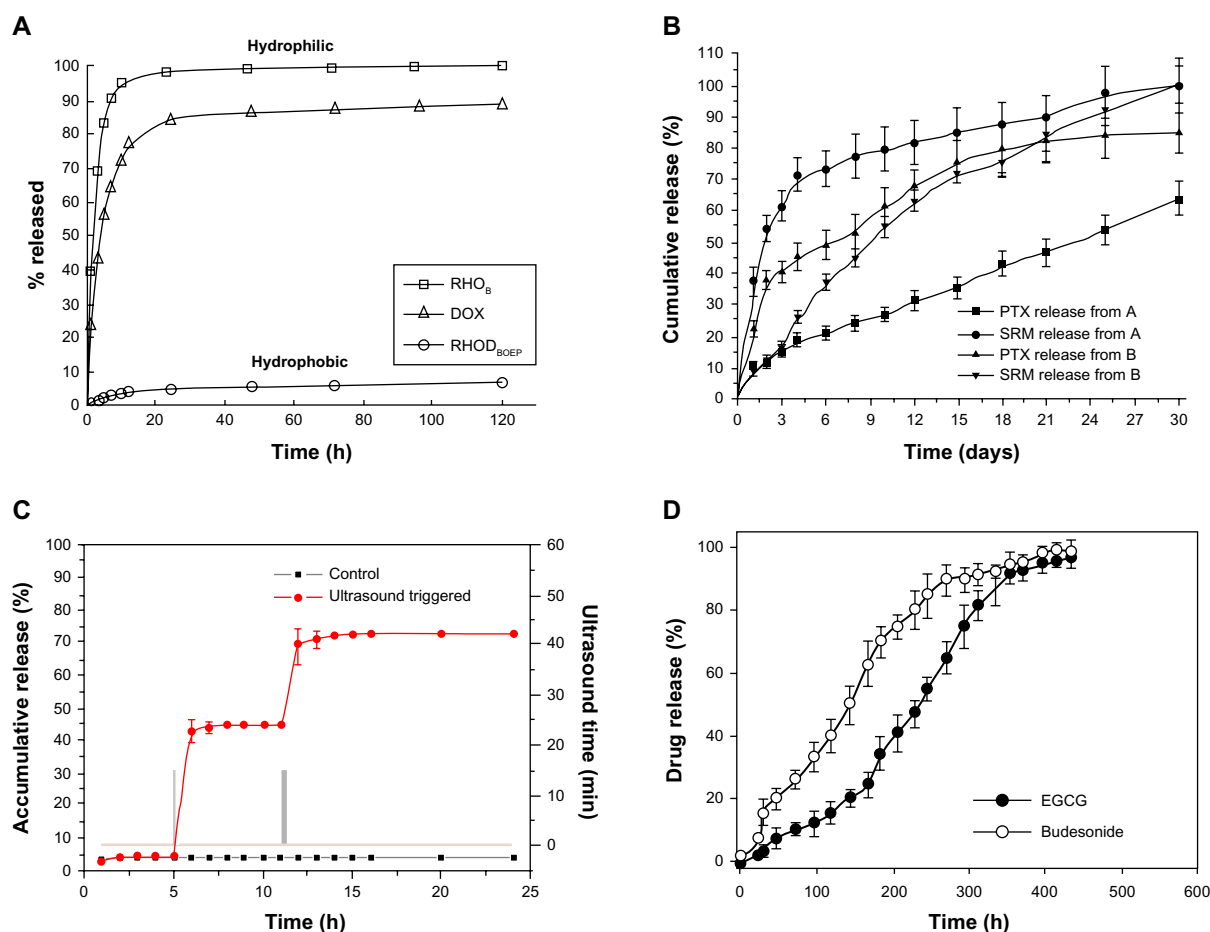 A
Hydrophilic
100
90
80
70
60
50
40
30
20
10
0
% released
RHO_B
DOX
RHOD_BOEP
Hydrophobic
0 20 40 60 80 100 120
Time (h)
B
110
100
90
80
70
60
50
40
30
20
10
0
Cumulative release (%)
PTX release from A
SRM release from A
PTX release from B
SRM release from B
0 3 6 9 12 15 18 21 24 27 30
Time (days)
C
100
90
80
70
60
50
40
30
20
10
0
Accumulative release (%)
Control
Ultrasound triggered
60
50
40
30
20
10
0
Ultrasound time (min)
0 5 10 15 20 25
Time (h)
D
100
80
60
40
20
0
Drug release (%)
EGCG
Budesonide
0 100 200 300 400 500 600
Time (h)